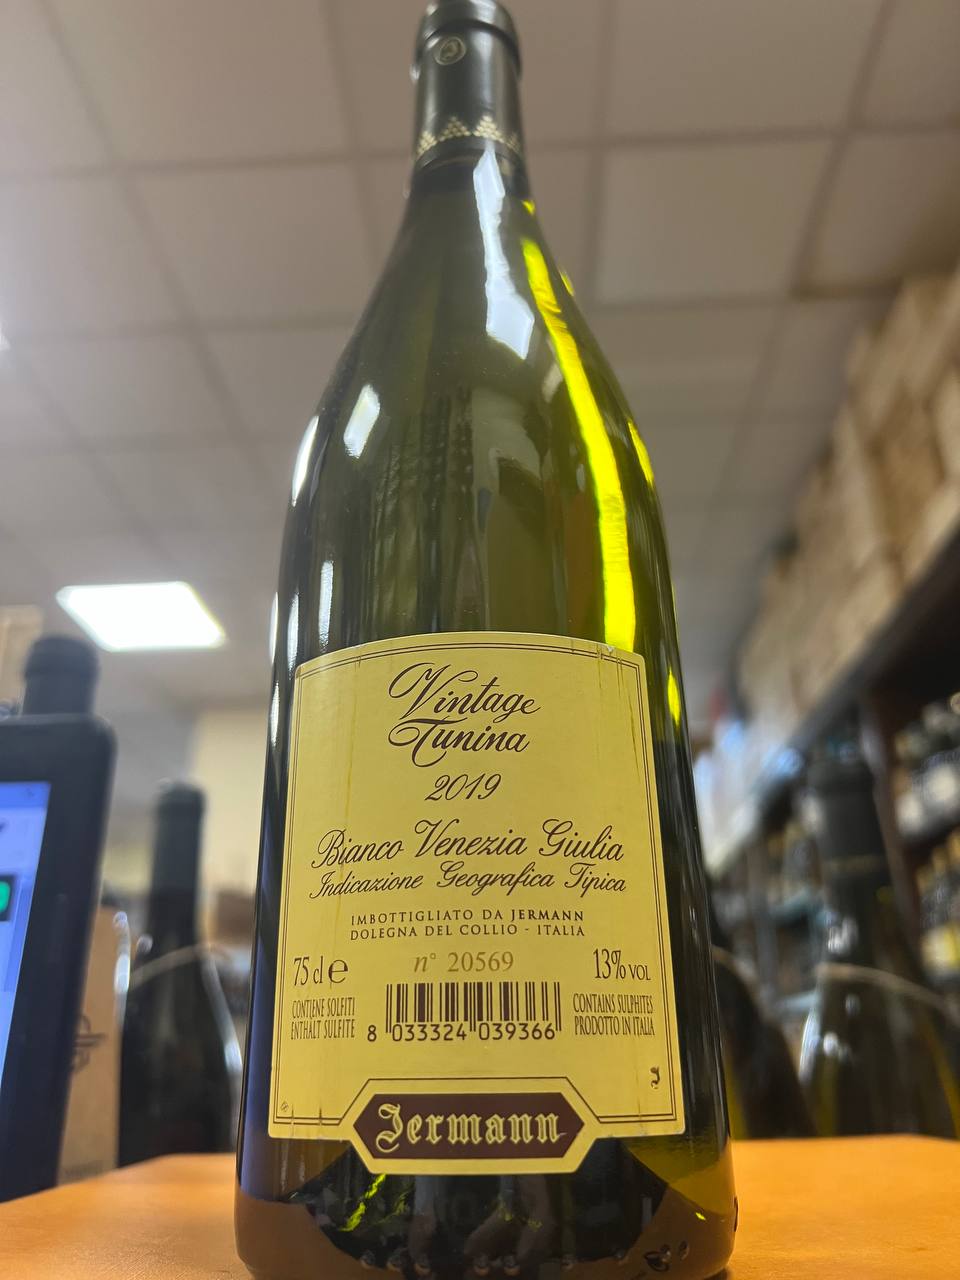 Vintage
Tunina
2019
Bianco Venezia Giulia
Indicazione Geografica Tipica
IMBOTTIGLIATO DA JERMANN
DOLEGNA DEL COLLIO - ITALIA
75 cl e n° 20569 13% VOL
CONTIENE SOLFITI CONTAINS SULPHITES
ENTHÄLT SULFITE PRODOTTO IN ITALIA
8 033324 039366
Jermann